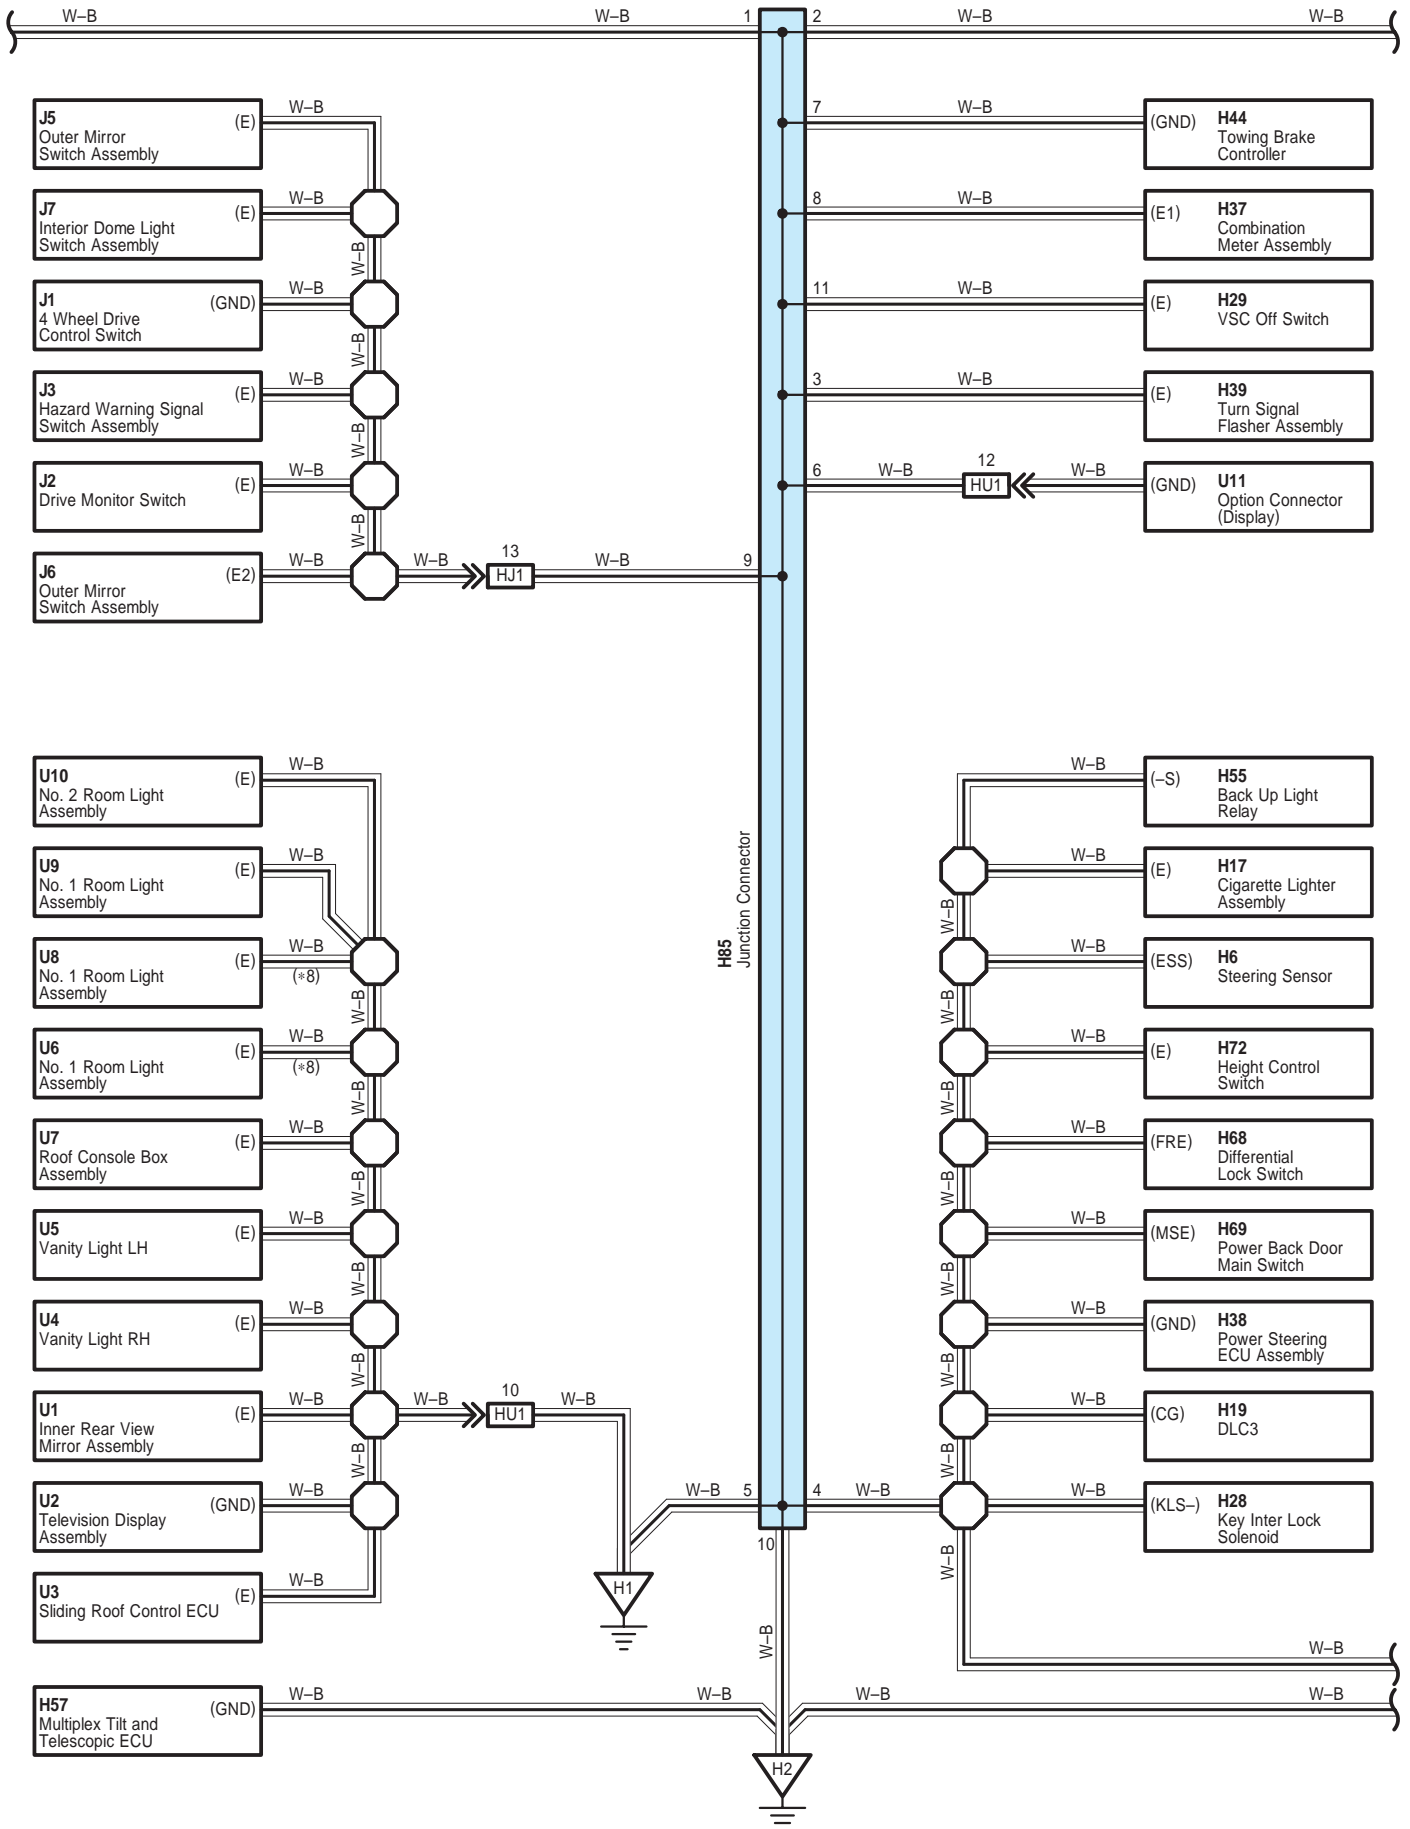 W–B
W–B
1
2
W–B
W–B
J5
Outer Mirror
Switch Assembly
(E)
W–B
J7
Interior Dome Light
Switch Assembly
(E)
W–B
W–B
J1
4 Wheel Drive
Control Switch
(GND)
W–B
W–B
J3
Hazard Warning Signal
Switch Assembly
(E)
W–B
W–B
J2
Drive Monitor Switch
(E)
W–B
W–B
J6
Outer Mirror
Switch Assembly
(E2)
W–B
W–B
13
HJ1
W–B
9
7
W–B
(GND)
H44
Towing Brake
Controller
8
W–B
(E1)
H37
Combination
Meter Assembly
11
W–B
(E)
H29
VSC Off Switch
3
W–B
(E)
H39
Turn Signal
Flasher Assembly
6
W–B
12
HU1
W–B
(GND)
U11
Option Connector
(Display)
H85
Junction Connector
U10
No. 2 Room Light
Assembly
(E)
W–B
U9
No. 1 Room Light
Assembly
(E)
W–B
U8
No. 1 Room Light
Assembly
(E)
W–B
(*8)
W–B
U6
No. 1 Room Light
Assembly
(E)
W–B
(*8)
W–B
U7
Roof Console Box
Assembly
(E)
W–B
W–B
U5
Vanity Light LH
(E)
W–B
W–B
U4
Vanity Light RH
(E)
W–B
W–B
U1
Inner Rear View
Mirror Assembly
(E)
W–B
W–B
10
HU1
W–B
W–B
U2
Television Display
Assembly
(GND)
W–B
U3
Sliding Roof Control ECU
(E)
W–B
H1
W–B
5
4
W–B
10
W–B
W–B
(–S)
H55
Back Up Light
Relay
W–B
(E)
H17
Cigarette Lighter
Assembly
W–B
W–B
(ESS)
H6
Steering Sensor
W–B
W–B
(E)
H72
Height Control
Switch
W–B
W–B
(FRE)
H68
Differential
Lock Switch
W–B
W–B
(MSE)
H69
Power Back Door
Main Switch
W–B
W–B
(GND)
H38
Power Steering
ECU Assembly
W–B
W–B
(CG)
H19
DLC3
W–B
W–B
(KLS–)
H28
Key Inter Lock
Solenoid
W–B
W–B
H57
Multiplex Tilt and
Telescopic ECU
(GND)
W–B
W–B
W–B
W–B
H2